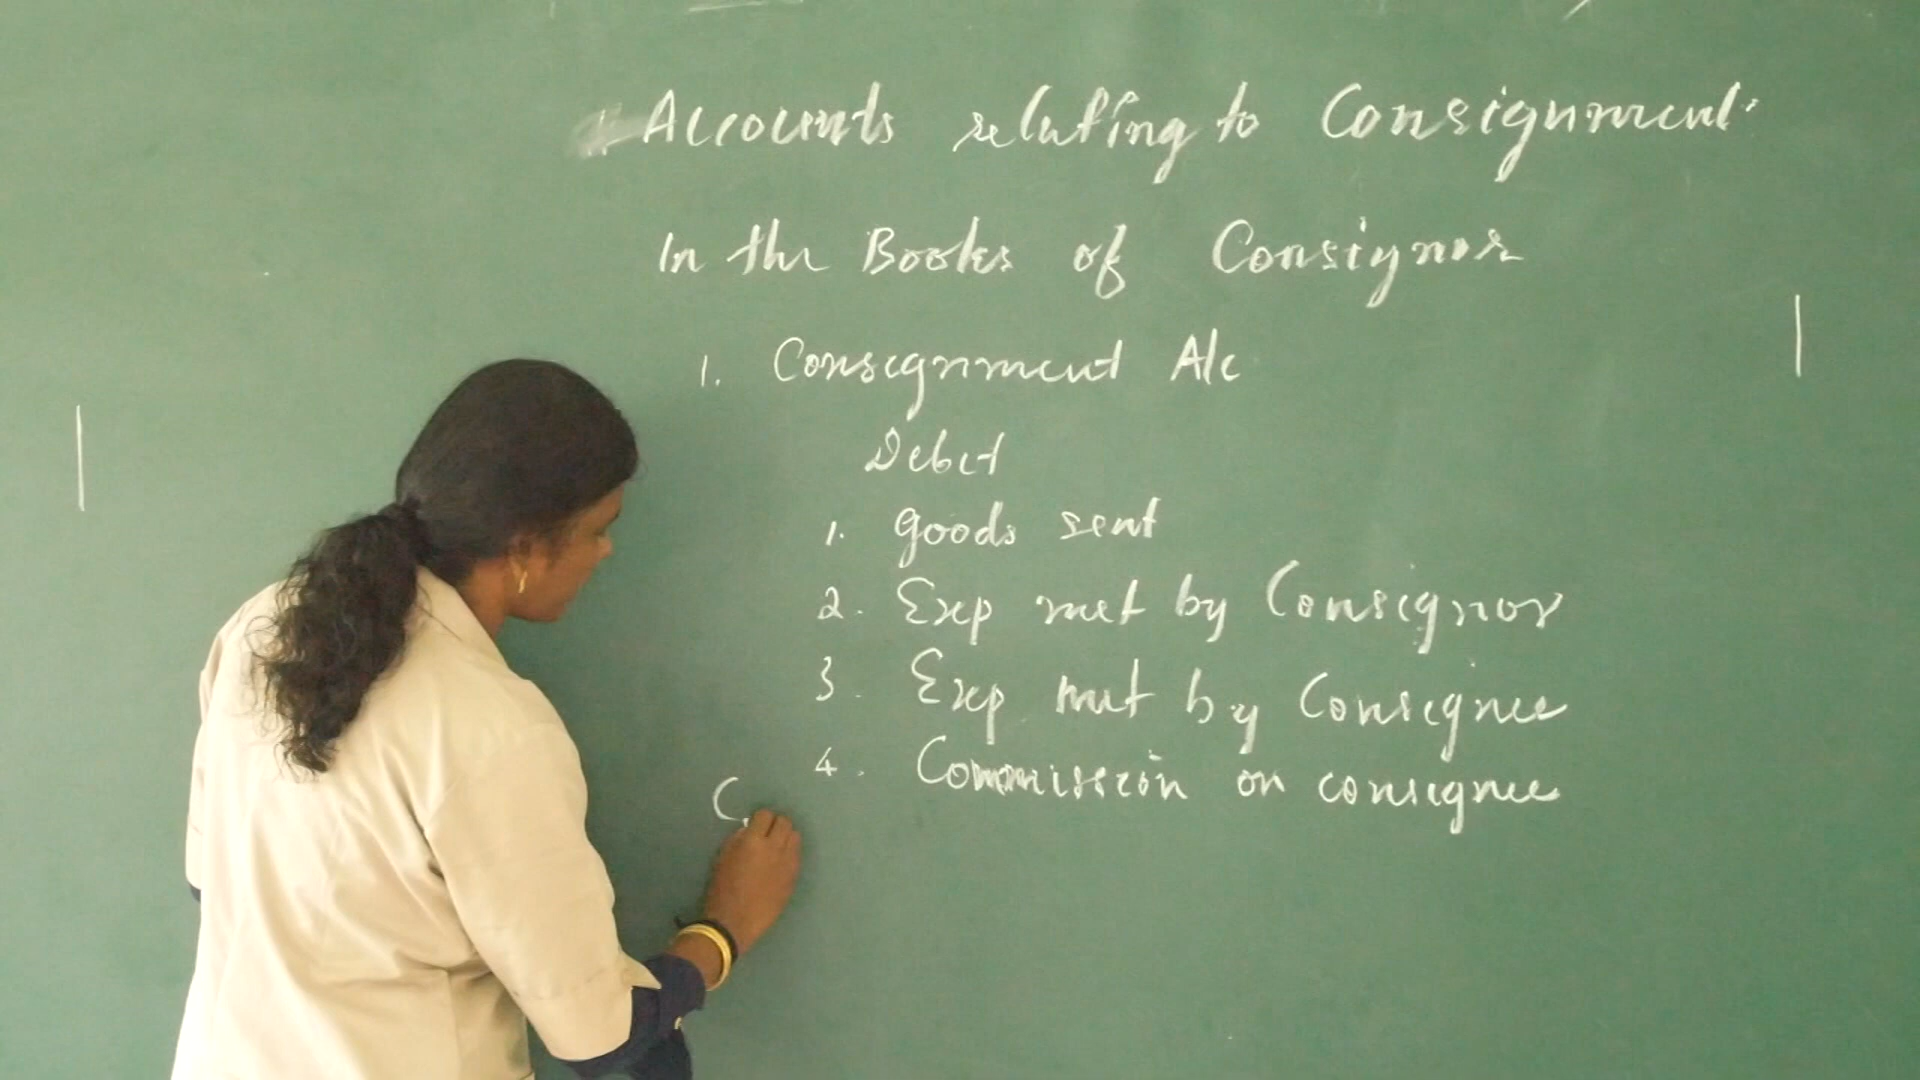 Accounts relating to Consignment.
In the Books of Consignor
1. Consignment A/c
Debit
1. Goods sent
2. Exp met by Consignor
3. Exp met by Consignee
4. Commission on consignee
C